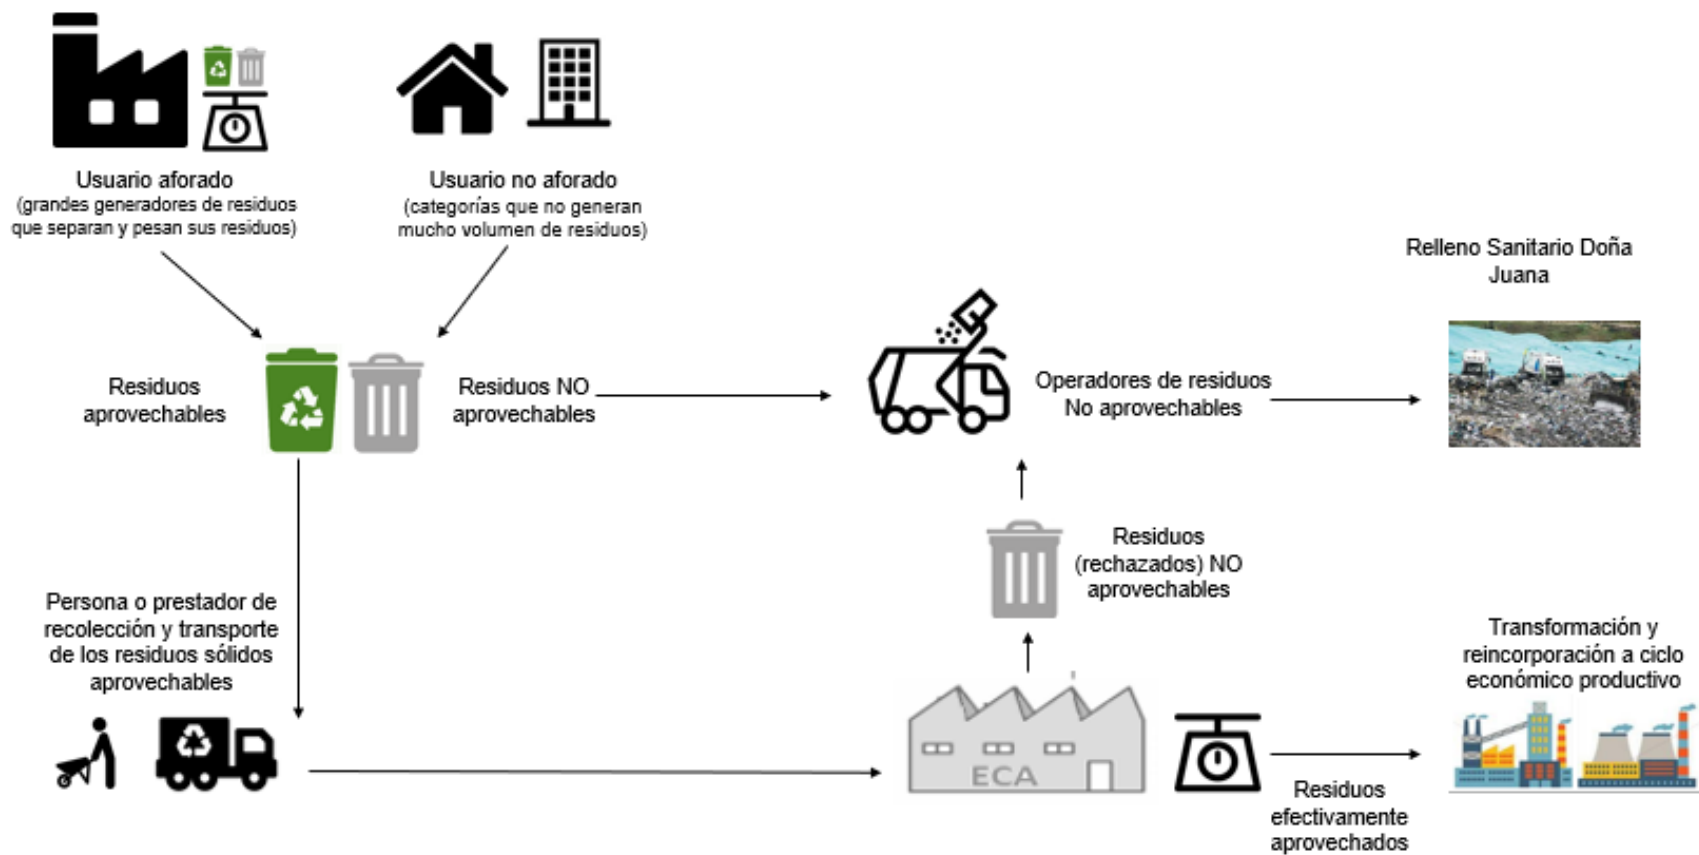 Usuario aforado
(grandes generadores de residuos
que separan y pesan sus residuos)
Usuario no aforado
(categorías que no generan
mucho volumen de residuos)
Relleno Sanitario Doña
Juana
Residuos
aprovechables
Residuos NO
aprovechables
Operadores de residuos
No aprovechables
Residuos
(rechazados) NO
aprovechables
Persona o prestador de
recolección y transporte
de los residuos sólidos
aprovechables
ECA
Transformación y
reincorporación a ciclo
económico productivo
Residuos
efectivamente
aprovechados